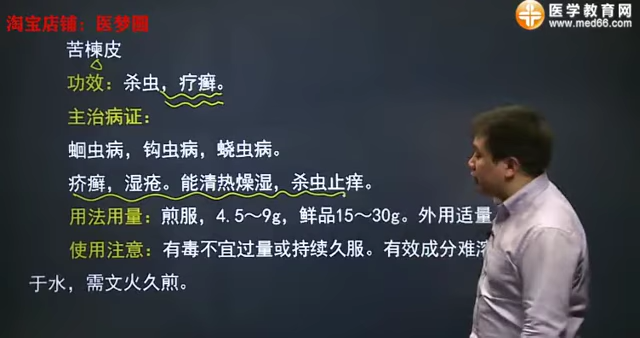 淘宝店铺：医梦圆
医学教育网
www.med66.com
苦楝皮
功效：杀虫，疗癣。
主治病证：
蛔虫病，钩虫病，蛲虫病。
疥癣，湿疮。能清热燥湿，杀虫止痒。
用法用量：煎服，4.5～9g，鲜品15～30g。外用适量
使用注意：有毒不宜过量或持续久服。有效成分难溶
于水，需文火久煎。